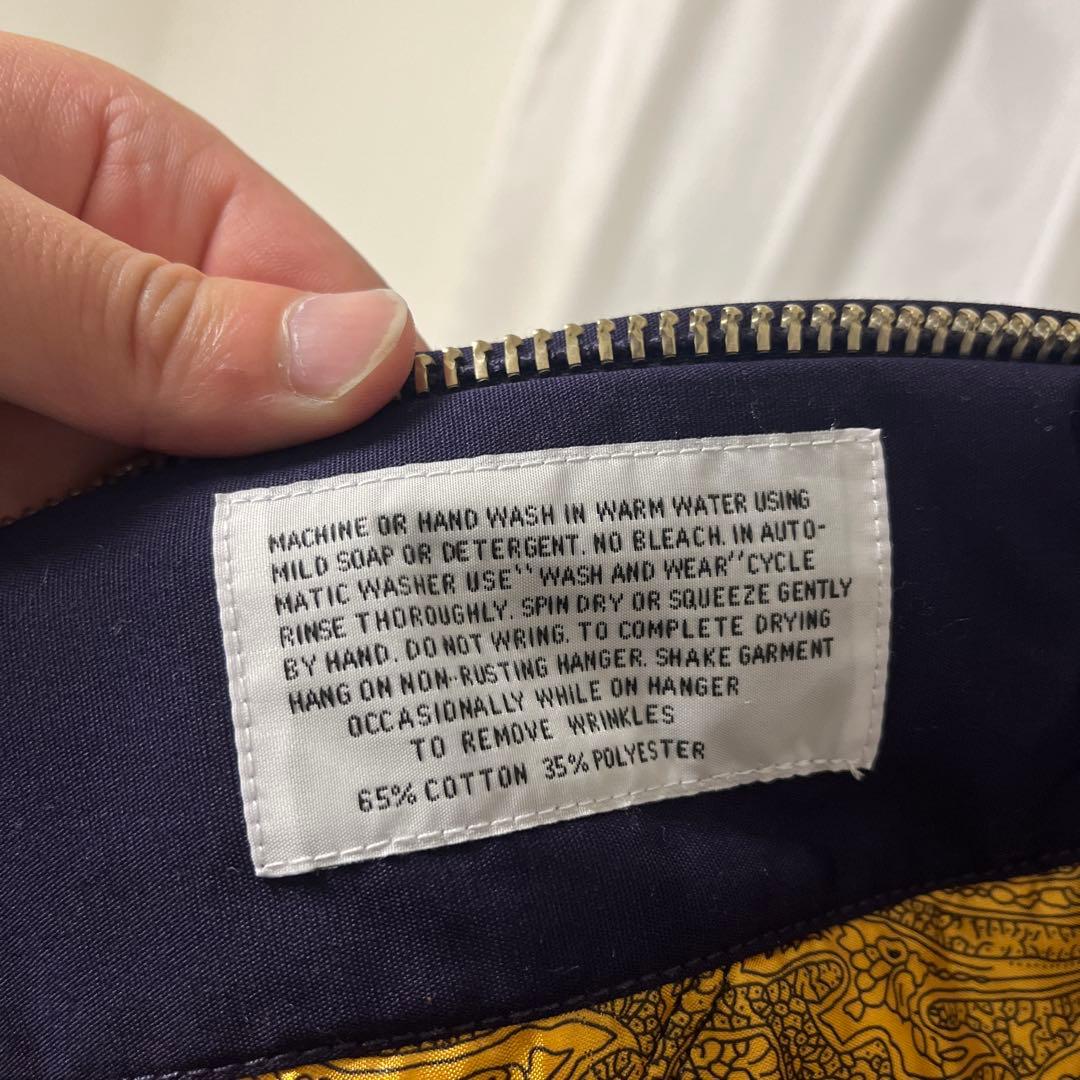 MACHINE OR HAND WASH IN WARM WATER USING
MILD SOAP OR DETERGENT. NO BLEACH. IN AUTO-
MATIC WASHER USE "WASH AND WEAR" CYCLE
RINSE THOROUGHLY. SPIN DRY OR SQUEEZE GENTLY
BY HAND. DO NOT WRING. TO COMPLETE DRYING
HANG ON NON-RUSTING HANGER. SHAKE GARMENT
OCCASIONALLY WHILE ON HANGER
TO REMOVE WRINKLES
65% COTTON 35% POLYESTER